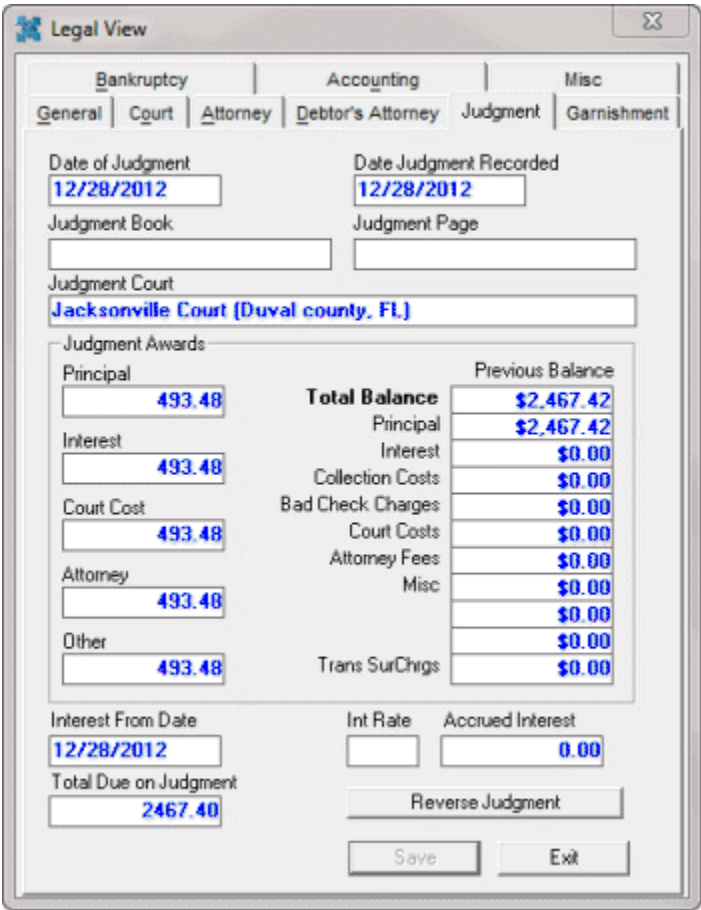 Legal View
Bankruptcy Accounting Misc
General Court Attorney Debtor's Attorney Judgment Garnishment
Date of Judgment Date Judgment Recorded
12/28/2012 12/28/2012
Judgment Book Judgment Page
Judgment Court
Jacksonville Court (Duval county, FL)
Judgment Awards
Principal Previous Balance
493.48 Total Balance $2,467.42
Principal $2,467.42
Interest Interest $0.00
493.48 Collection Costs $0.00
Court Cost Bad Check Charges $0.00
493.48 Court Costs $0.00
Attorney Attorney Fees $0.00
493.48 Misc $0.00
$0.00
Other $0.00
493.48 Trans SurChrgs $0.00
Interest From Date Int Rate Accrued Interest
12/28/2012 0.00
Total Due on Judgment
2467.40 Reverse Judgment
Save Exit